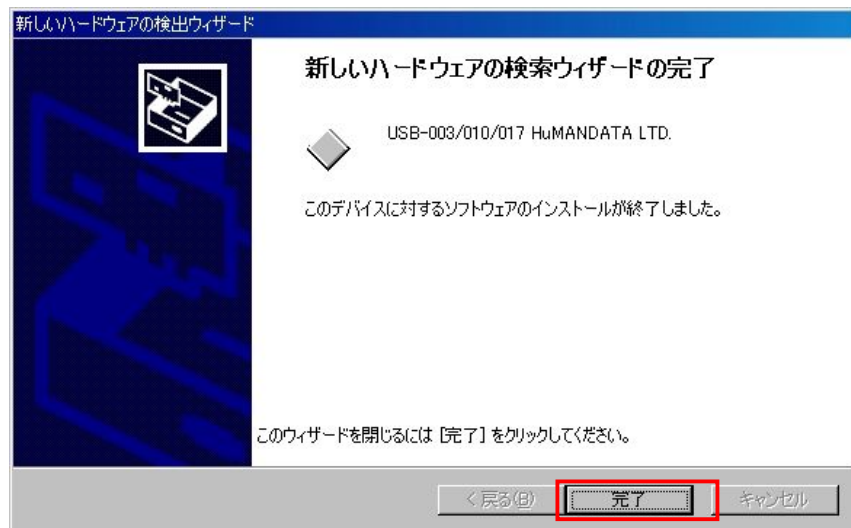 新しいハードウェアの検出ウィザード
新しいハードウェアの検索ウィザードの完了
USB-003/010/017 HuMANDATA LTD.
このデバイスに対するソフトウェアのインストールが終了しました。
このウィザードを閉じるには [完了] をクリックしてください。
< 戻る(B)
完了
キャンセル